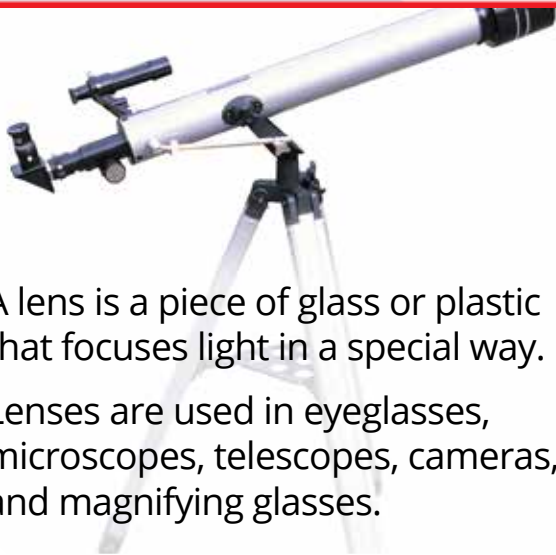 A lens is a piece of glass or plastic
that focuses light in a special way.
Lenses are used in eyeglasses,
microscopes, telescopes, cameras,
and magnifying glasses.